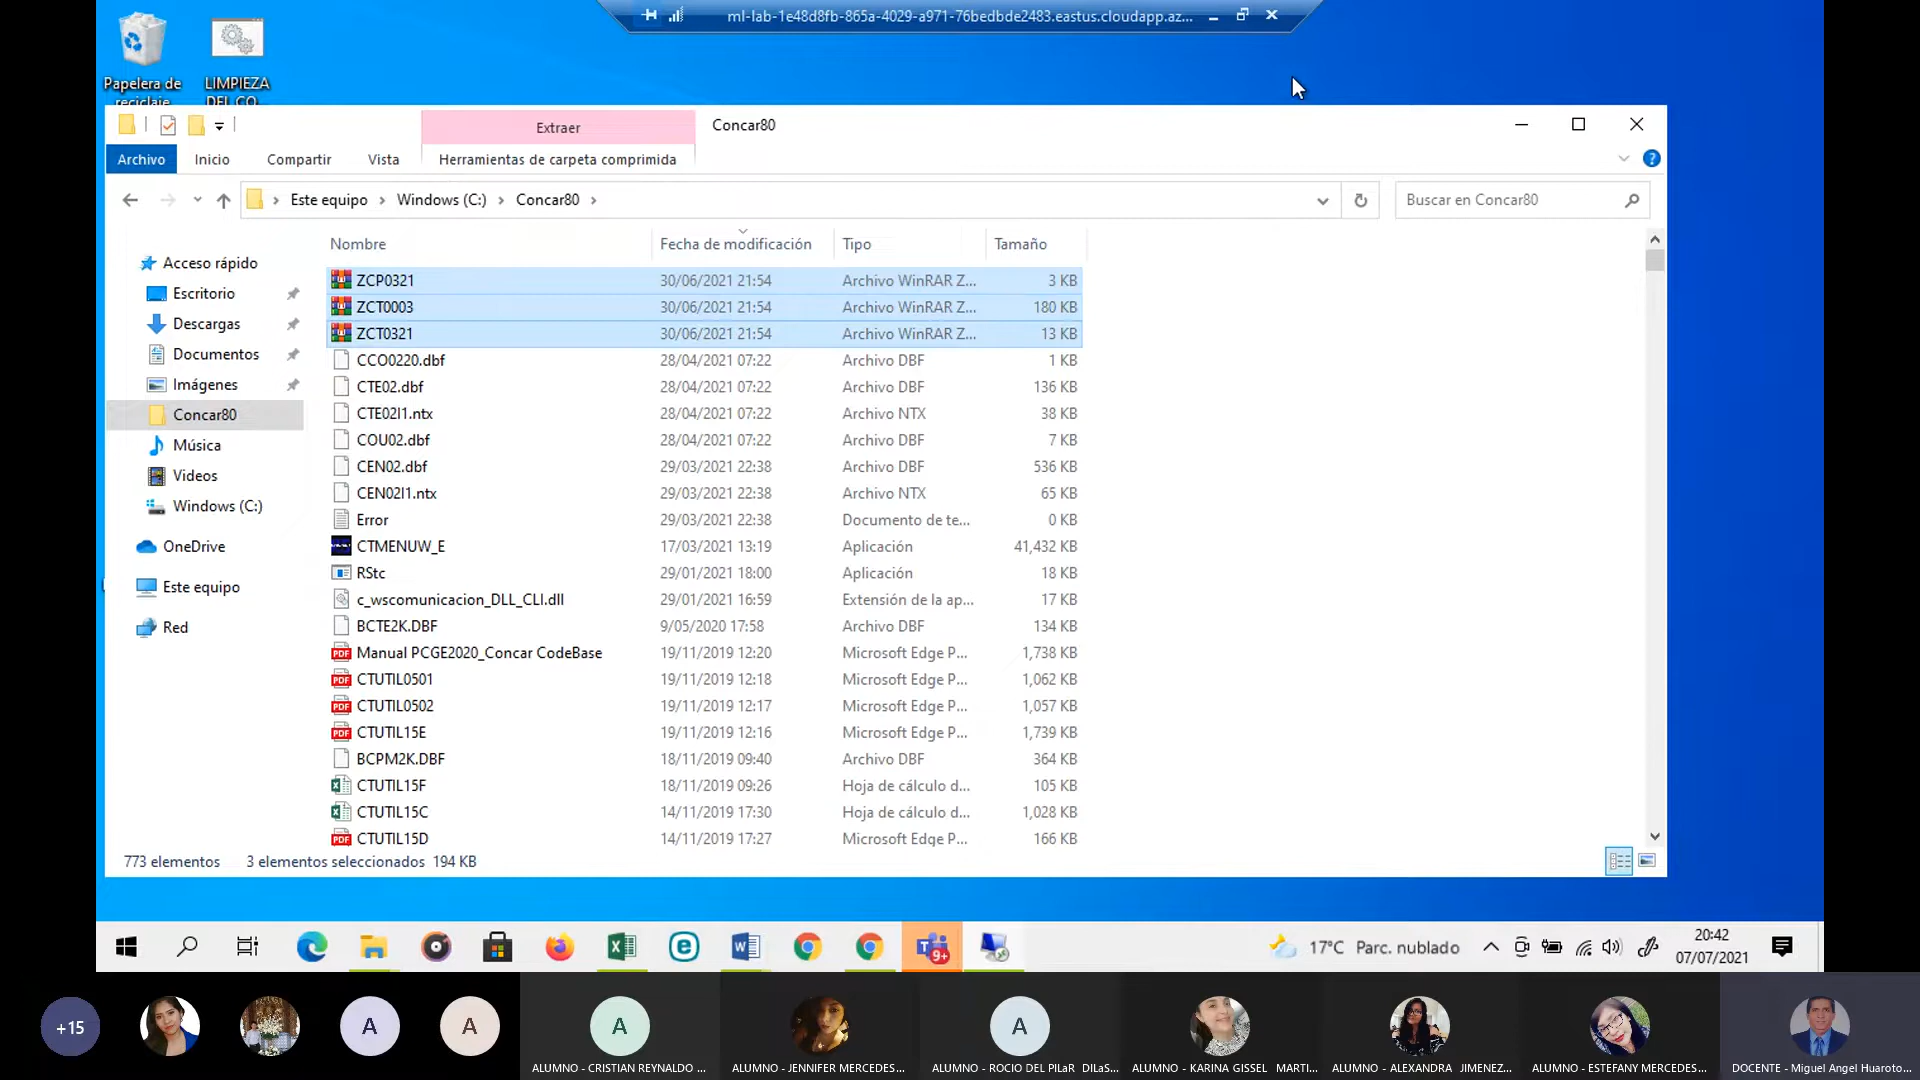 ml-lab-1e48d8fb-865a-4029-a971-76bedbde2483.eastus.cloudapp.az...
Papelera de
reciclaje
LIMPIEZA
DEL CO...
Extraer
Concar80
Archivo
Inicio
Compartir
Vista
Herramientas de carpeta comprimida
Este equipo
Windows (C:)
Concar80
Buscar en Concar80
Nombre
Fecha de modificación
Tipo
Tamaño
Acceso rápido
Escritorio
Descargas
Documentos
Imágenes
Concar80
Música
Videos
Windows (C:)
OneDrive
Este equipo
Red
ZCP0321 30/06/2021 21:54 Archivo WinRAR Z... 3 KB
ZCT0003 30/06/2021 21:54 Archivo WinRAR Z... 180 KB
ZCT0321 30/06/2021 21:54 Archivo WinRAR Z... 13 KB
CCO0220.dbf 28/04/2021 07:22 Archivo DBF 1 KB
CTE02.dbf 28/04/2021 07:22 Archivo DBF 136 KB
CTE02I1.ntx 28/04/2021 07:22 Archivo NTX 38 KB
COU02.dbf 28/04/2021 07:22 Archivo DBF 7 KB
CEN02.dbf 29/03/2021 22:38 Archivo DBF 536 KB
CEN02I1.ntx 29/03/2021 22:38 Archivo NTX 65 KB
Error 29/03/2021 22:38 Documento de te... 0 KB
CTMENUW_E 17/03/2021 13:19 Aplicación 41,432 KB
RStc 29/01/2021 18:00 Aplicación 18 KB
c_wscomunicacion_DLL_CLI.dll 29/01/2021 16:59 Extensión de la ap... 17 KB
BCTE2K.DBF 9/05/2020 17:58 Archivo DBF 134 KB
Manual PCGE2020_Concar CodeBase 19/11/2019 12:20 Microsoft Edge P... 1,738 KB
CTUTIL0501 19/11/2019 12:18 Microsoft Edge P... 1,062 KB
CTUTIL0502 19/11/2019 12:17 Microsoft Edge P... 1,057 KB
CTUTIL15E 19/11/2019 12:16 Microsoft Edge P... 1,739 KB
BCPM2K.DBF 18/11/2019 09:40 Archivo DBF 364 KB
CTUTIL15F 18/11/2019 09:26 Hoja de cálculo d... 105 KB
CTUTIL15C 14/11/2019 17:30 Hoja de cálculo d... 1,028 KB
CTUTIL15D 14/11/2019 17:27 Microsoft Edge P... 166 KB
773 elementos 3 elementos seleccionados 194 KB
9+
17°C Parc. nublado
20:42
07/07/2021
+15
A
A
A
A
ALUMNO - CRISTIAN REYNALDO ...
ALUMNO - JENNIFER MERCEDES...
ALUMNO - ROCIO DEL PILaR DILaS...
ALUMNO - KARINA GISSEL MARTI...
ALUMNO - ALEXANDRA JIMENEZ...
ALUMNO - ESTEFANY MERCEDES...
DOCENTE - Miguel Angel Huaroto...